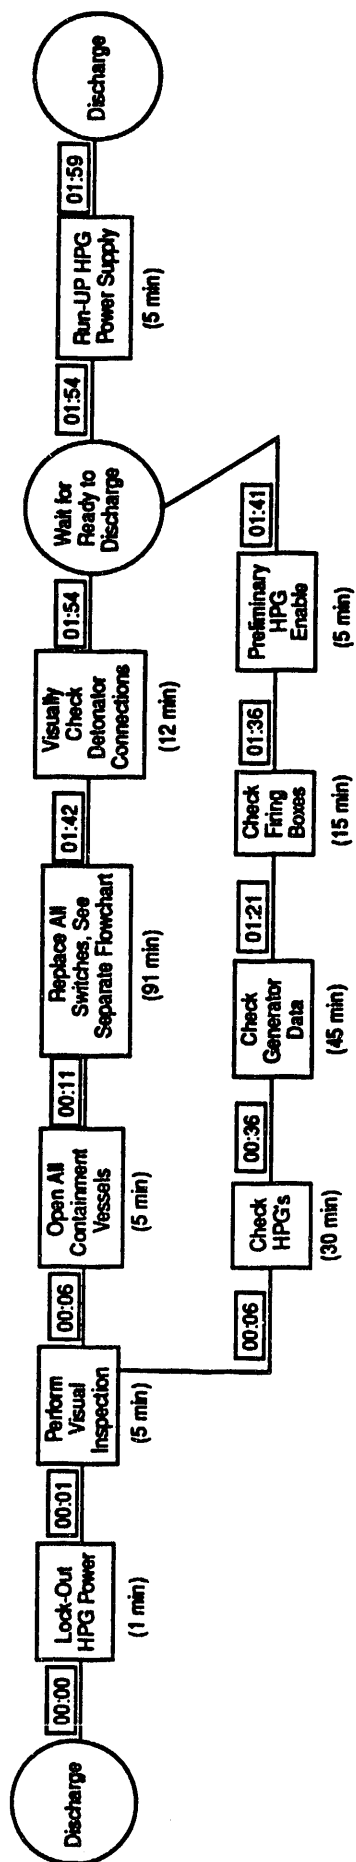 Discharge
00:00
Lock-Out
HPG Power
(1 min)
00:01
Perform
Visual
Inspection
(5 min)
00:06
Open All
Containment
Vessels
(5 min)
00:11
Replace All
Switches, See
Separate Flowchart
(91 min)
01:42
Visually
Check
Detonator
Connections
(12 min)
01:54
Wait for
Ready to
Discharge
01:54
Run-UP HPG
Power Supply
(5 min)
01:59
Discharge
00:06
Check
HPG's
(30 min)
00:36
Check
Generator
Data
(45 min)
01:21
Check
Firing
Boxes
(15 min)
01:36
Preliminary
HPG
Enable
(5 min)
01:41